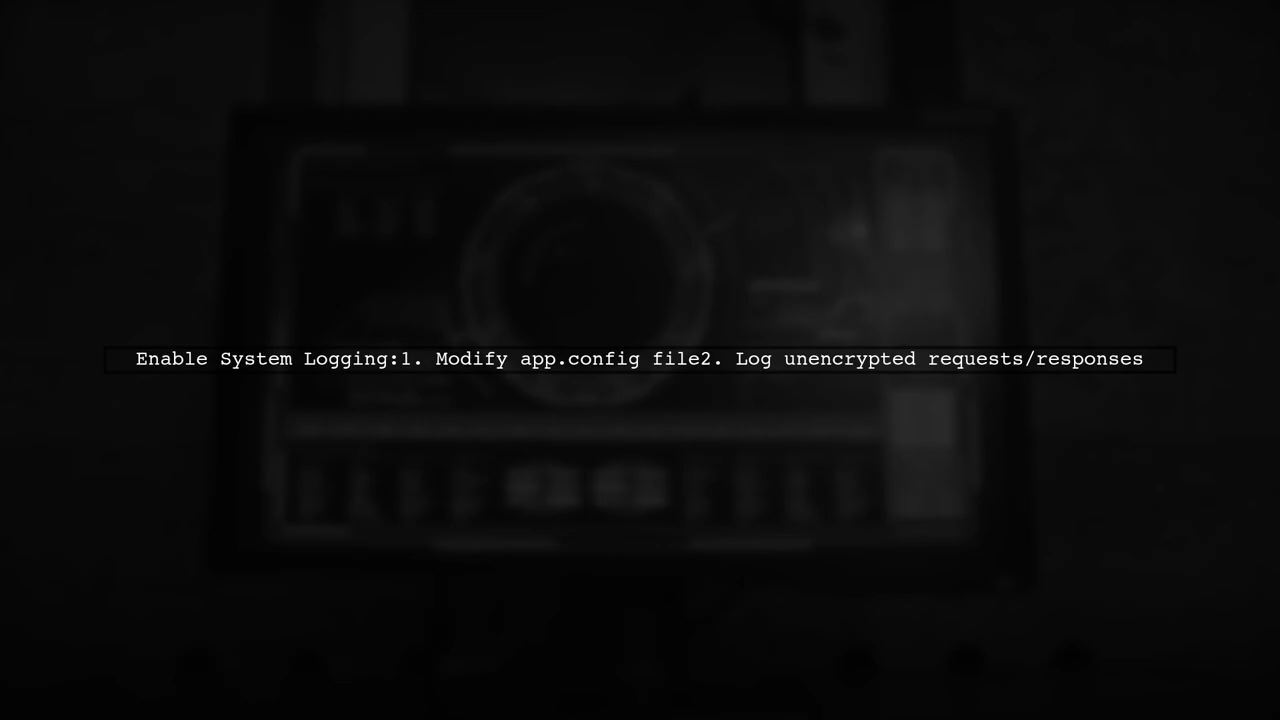 Enable System Logging:1. Modify app.config file2. Log unencrypted requests/responses